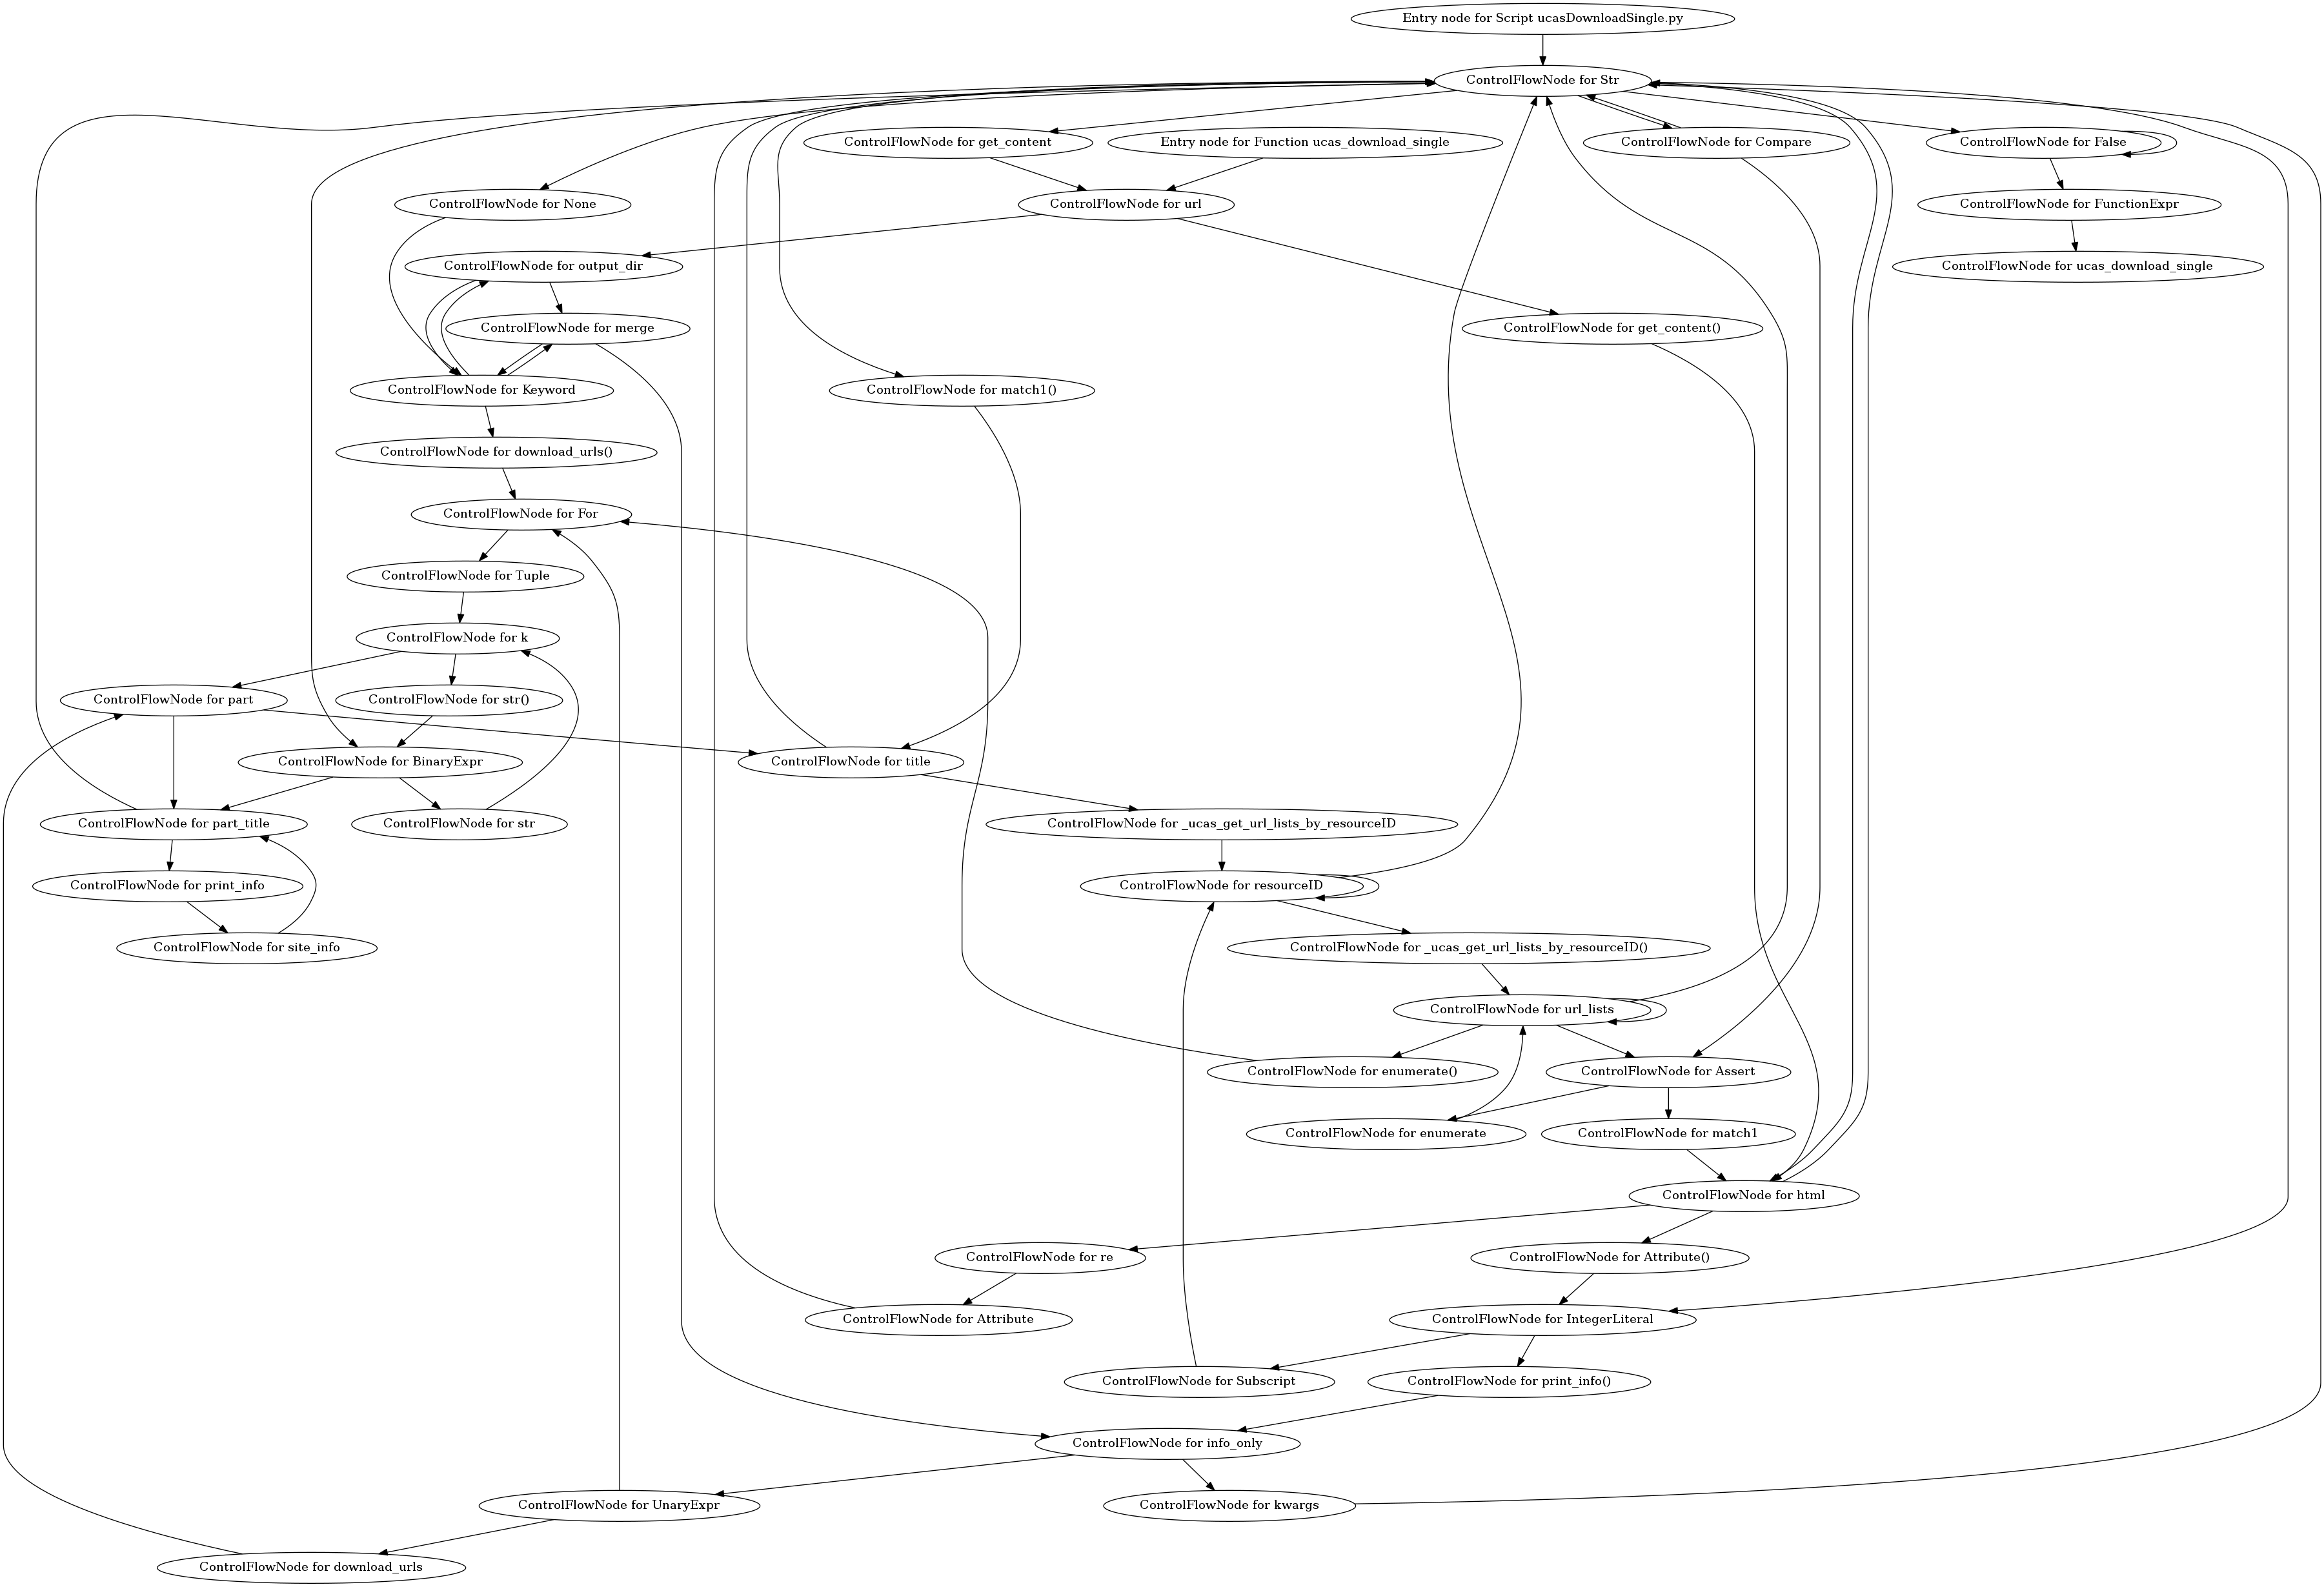 Entry node for Script ucasDownloadSingle.py
ControlFlowNode for Str
ControlFlowNode for get_content
Entry node for Function ucas_download_single
ControlFlowNode for Compare
ControlFlowNode for False
ControlFlowNode for None
ControlFlowNode for url
ControlFlowNode for FunctionExpr
ControlFlowNode for output_dir
ControlFlowNode for ucas_download_single
ControlFlowNode for merge
ControlFlowNode for get_content()
ControlFlowNode for Keyword
ControlFlowNode for match1()
ControlFlowNode for download_urls()
ControlFlowNode for For
ControlFlowNode for Tuple
ControlFlowNode for k
ControlFlowNode for part
ControlFlowNode for str()
ControlFlowNode for BinaryExpr
ControlFlowNode for title
ControlFlowNode for part_title
ControlFlowNode for str
ControlFlowNode for _ucas_get_url_lists_by_resourceID
ControlFlowNode for print_info
ControlFlowNode for resourceID
ControlFlowNode for site_info
ControlFlowNode for _ucas_get_url_lists_by_resourceID()
ControlFlowNode for url_lists
ControlFlowNode for enumerate()
ControlFlowNode for Assert
ControlFlowNode for enumerate
ControlFlowNode for match1
ControlFlowNode for html
ControlFlowNode for re
ControlFlowNode for Attribute()
ControlFlowNode for Attribute
ControlFlowNode for IntegerLiteral
ControlFlowNode for Subscript
ControlFlowNode for print_info()
ControlFlowNode for info_only
ControlFlowNode for UnaryExpr
ControlFlowNode for kwargs
ControlFlowNode for download_urls